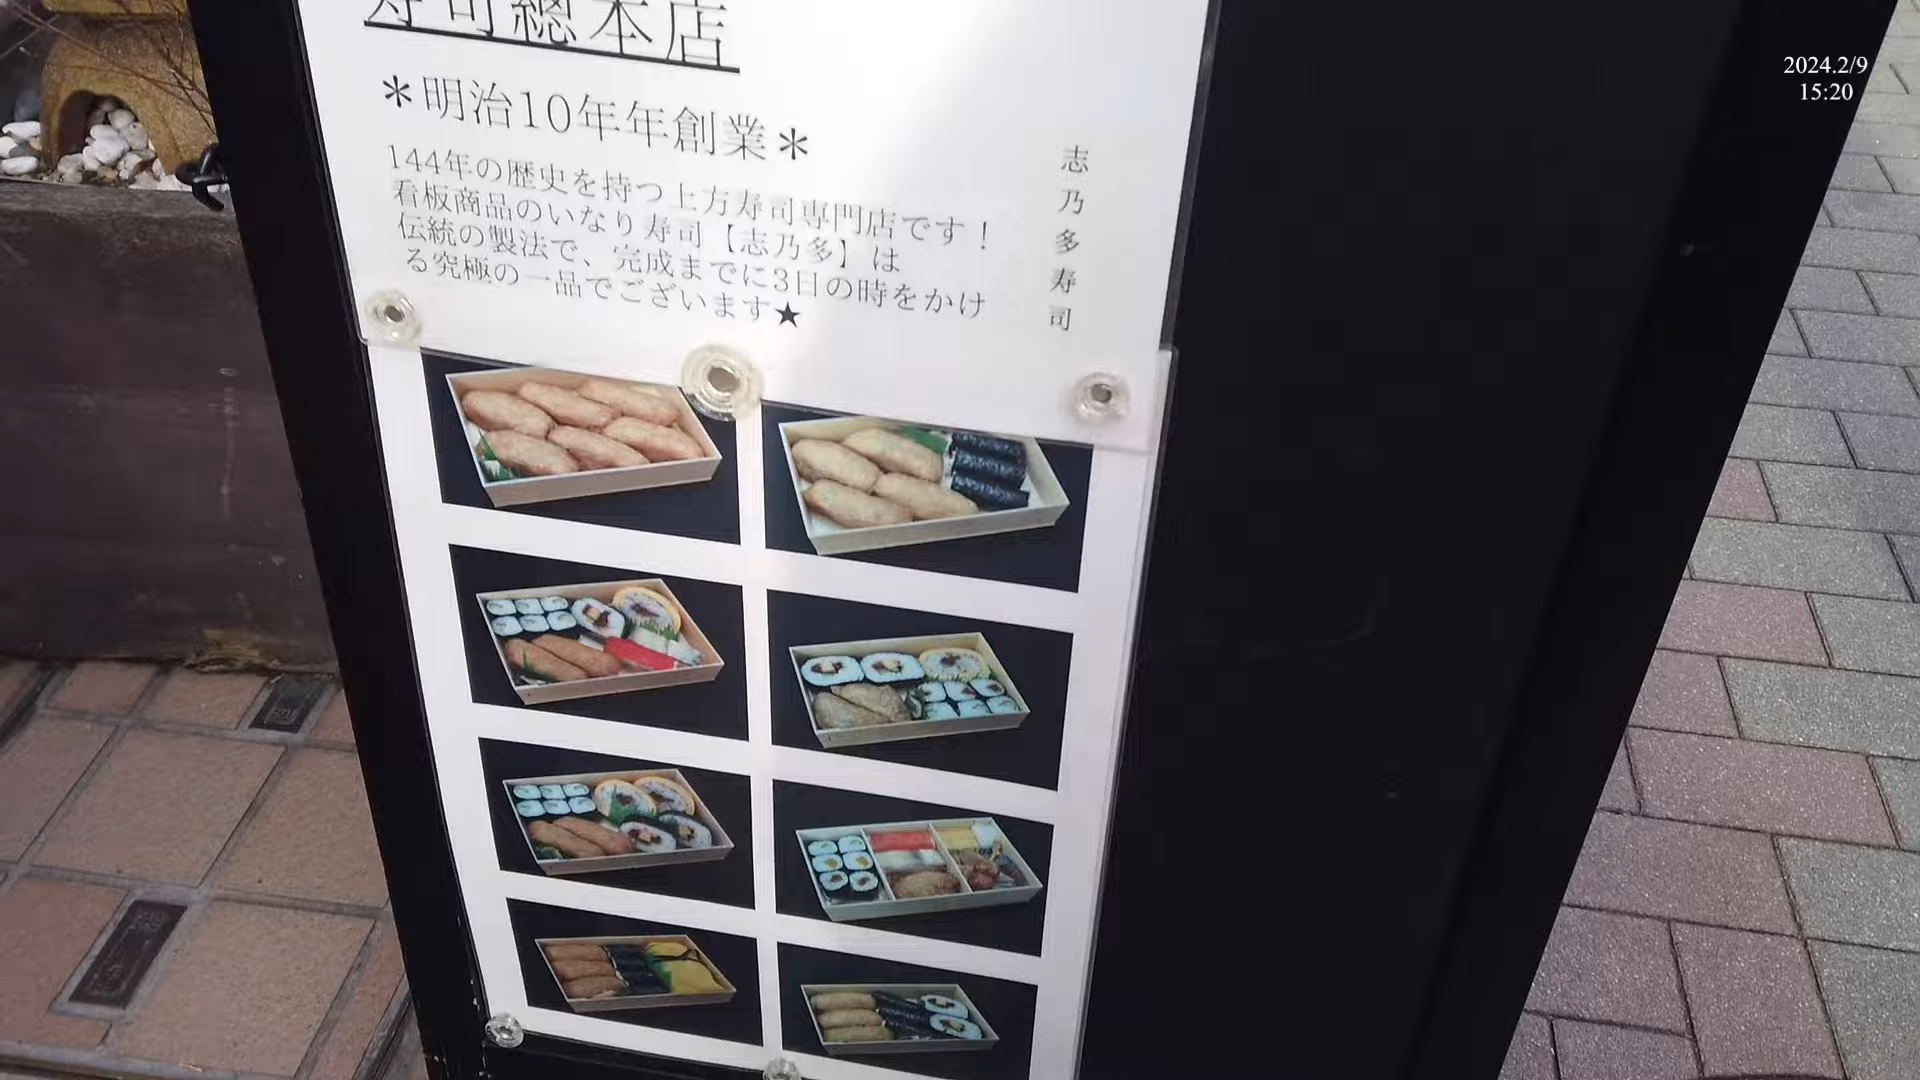 寿司總本店
＊明治10年年創業＊
144年の歴史を持つ上方寿司専門店です！
看板商品のいなり寿司【志乃多】は
伝統の製法で、完成までに3日の時をかけ
る究極の一品でございます★
志乃多寿司
2024.2/9
15:20